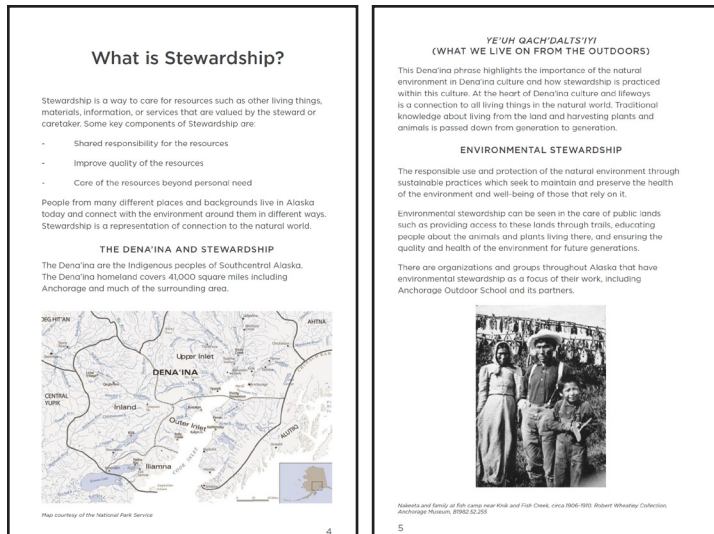 What is Stewardship?
Stewardship is a way to care for resources such as other living things,
materials, information, or services that are valued by the steward or
caretaker. Some key components of Stewardship are:
- Shared responsibility for the resources
- Improve quality of the resources
- Care of the resources beyond personal need
People from many different places and backgrounds live in Alaska
today and connect with the environment around them in different ways.
Stewardship is a representation of connection to the natural world.
THE DENA'INA AND STEWARDSHIP
The Dena'ina are the Indigenous peoples of Southcentral Alaska.
The Dena'ina homeland covers 41,000 square miles including
Anchorage and much of the surrounding area.
DEG HIT'AN
AHTNA
Upper Inlet
DENA'INA
CENTRAL
YUPIK
Inland
Outer Inlet
ALUTIIQ
Iliamna
COOK INLET
Map courtesy of the National Park Service
4
YE'UH QACH'DALTS'IYI
(WHAT WE LIVE ON FROM THE OUTDOORS)
This Dena'ina phrase highlights the importance of the natural
environment in Dena'ina culture and how stewardship is practiced
within this culture. At the heart of Dena'ina culture and lifeways
is a connection to all living things in the natural world. Traditional
knowledge about living from the land and harvesting plants and
animals is passed down from generation to generation.
ENVIRONMENTAL STEWARDSHIP
The responsible use and protection of the natural environment through
sustainable practices which seek to maintain and preserve the health
of the environment and well-being of those that rely on it.
Environmental stewardship can be seen in the care of public lands
such as providing access to these lands through trails, educating
people about the animals and plants living there, and ensuring the
quality and health of the environment for future generations.
There are organizations and groups throughout Alaska that have
environmental stewardship as a focus of their work, including
Anchorage Outdoor School and its partners.
Nakeeta and family at fish camp near Knik and Fish Creek, circa 1906-1910. Robert Wheatley Collection,
Anchorage Museum, B1982.52.255
5